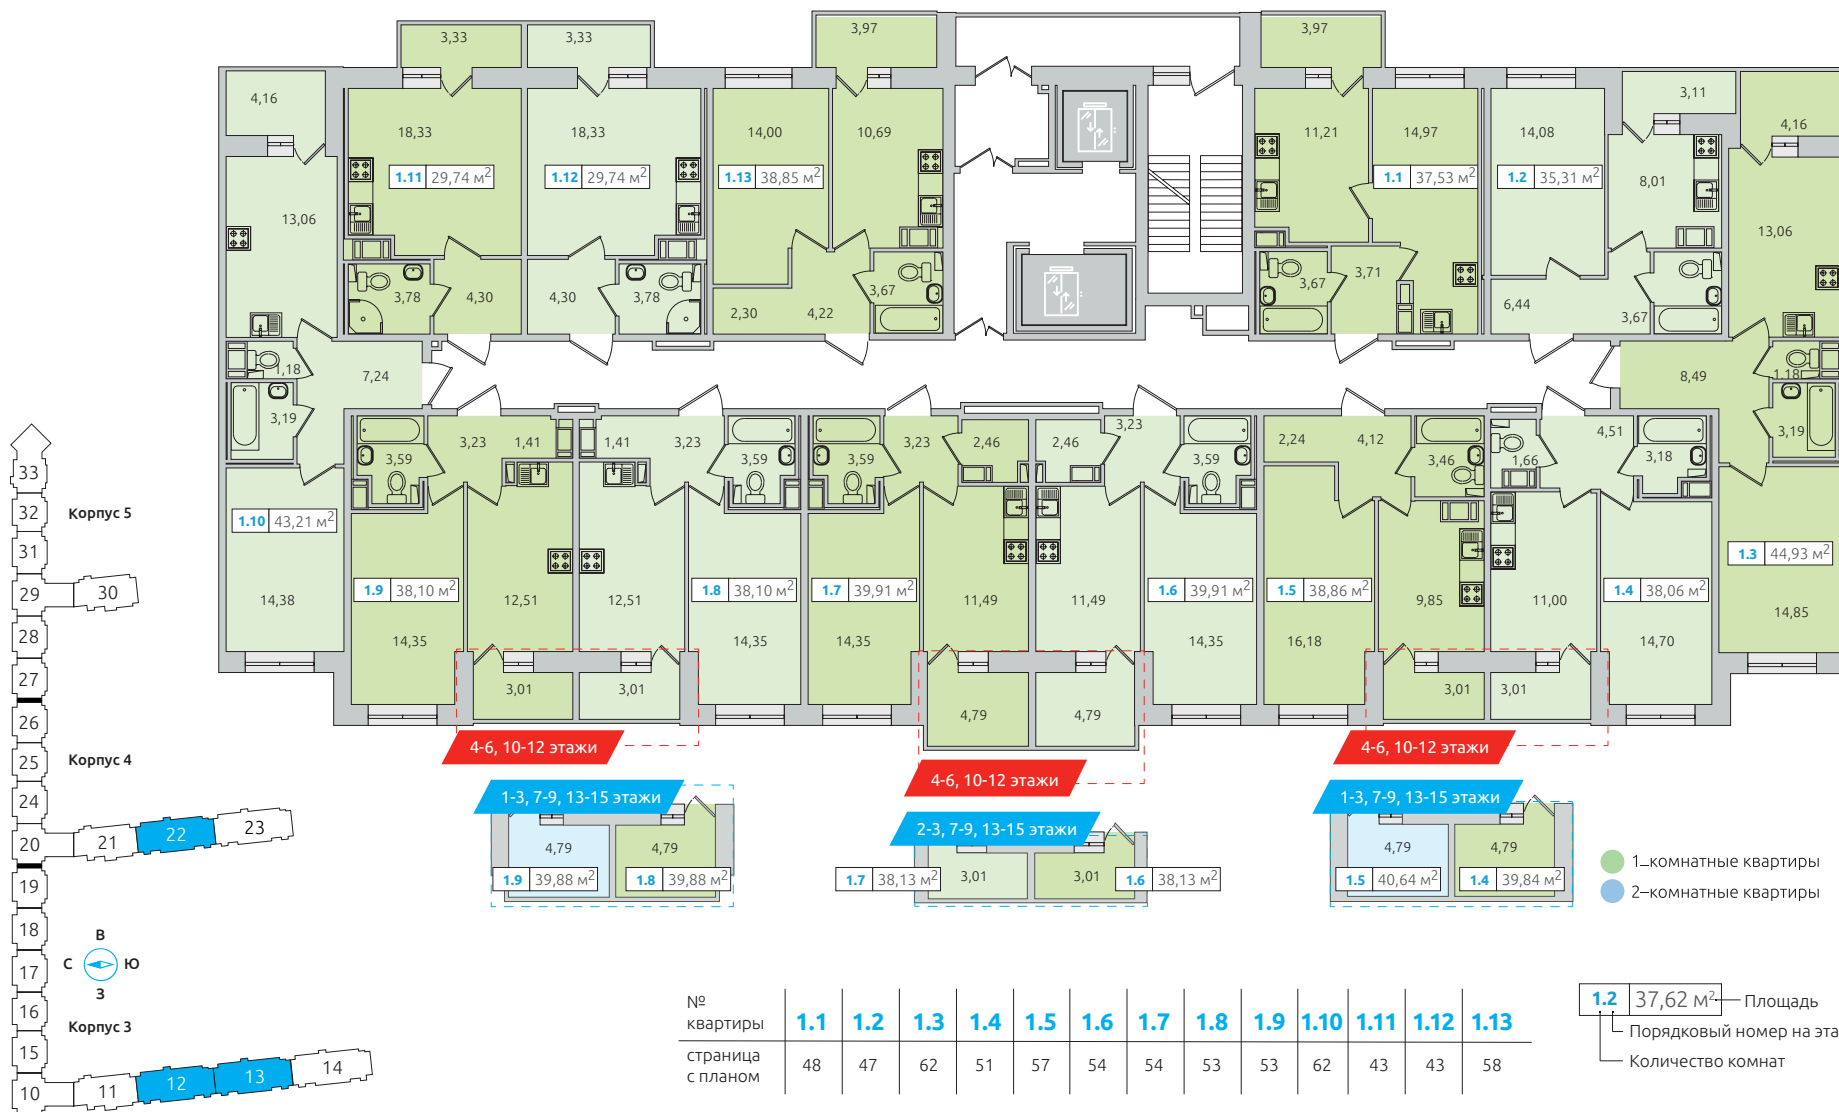 3,33
3,33
3,97
3,97
4,16
3,11
4,16
18,33
18,33
14,00
10,69
11,21
14,97
14,08
1.11 29,74 м²
1.12 29,74 м²
1.13 38,85 м²
1.1 37,53 м²
1.2 35,31 м²
8,01
13,06
13,06
3,78
4,30
4,30
3,78
2,30
4,22
3,67
3,67
3,71
6,44
3,67
1,18
7,24
8,49
1,18
3,19
3,19
3,23
1,41
1,41
3,23
3,23
2,46
2,46
3,23
2,24
4,12
4,51
3,59
3,59
3,59
3,59
3,46
1,66
3,18
1.10 43,21 м²
1.9 38,10 м²
1.8 38,10 м²
1.7 39,91 м²
1.6 39,91 м²
1.5 38,86 м²
1.4 38,06 м²
1.3 44,93 м²
14,38
12,51
12,51
11,49
11,49
9,85
11,00
14,85
14,35
14,35
14,35
14,35
16,18
14,70
3,01
3,01
4,79
4,79
3,01
3,01
4-6, 10-12 этажи
4-6, 10-12 этажи
4-6, 10-12 этажи
1-3, 7-9, 13-15 этажи
4,79
4,79
1.9 39,88 м²
1.8 39,88 м²
2-3, 7-9, 13-15 этажи
3,01
3,01
1.7 38,13 м²
1.6 38,13 м²
1-3, 7-9, 13-15 этажи
4,79
4,79
1.5 40,64 м²
1.4 39,84 м²
1–комнатные квартиры
2–комнатные квартиры
33
32
Корпус 5
31
29
30
28
27
26
25
Корпус 4
24
20
21
22
23
19
18
В
С
Ю
З
17
16
Корпус 3
15
10
11
12
13
14
№
квартиры 1.1 1.2 1.3 1.4 1.5 1.6 1.7 1.8 1.9 1.10 1.11 1.12 1.13
страница
с планом 48 47 62 51 57 54 54 53 53 62 43 43 58
1.2 37,62 м² Площадь
Порядковый номер на эта
Количество комнат